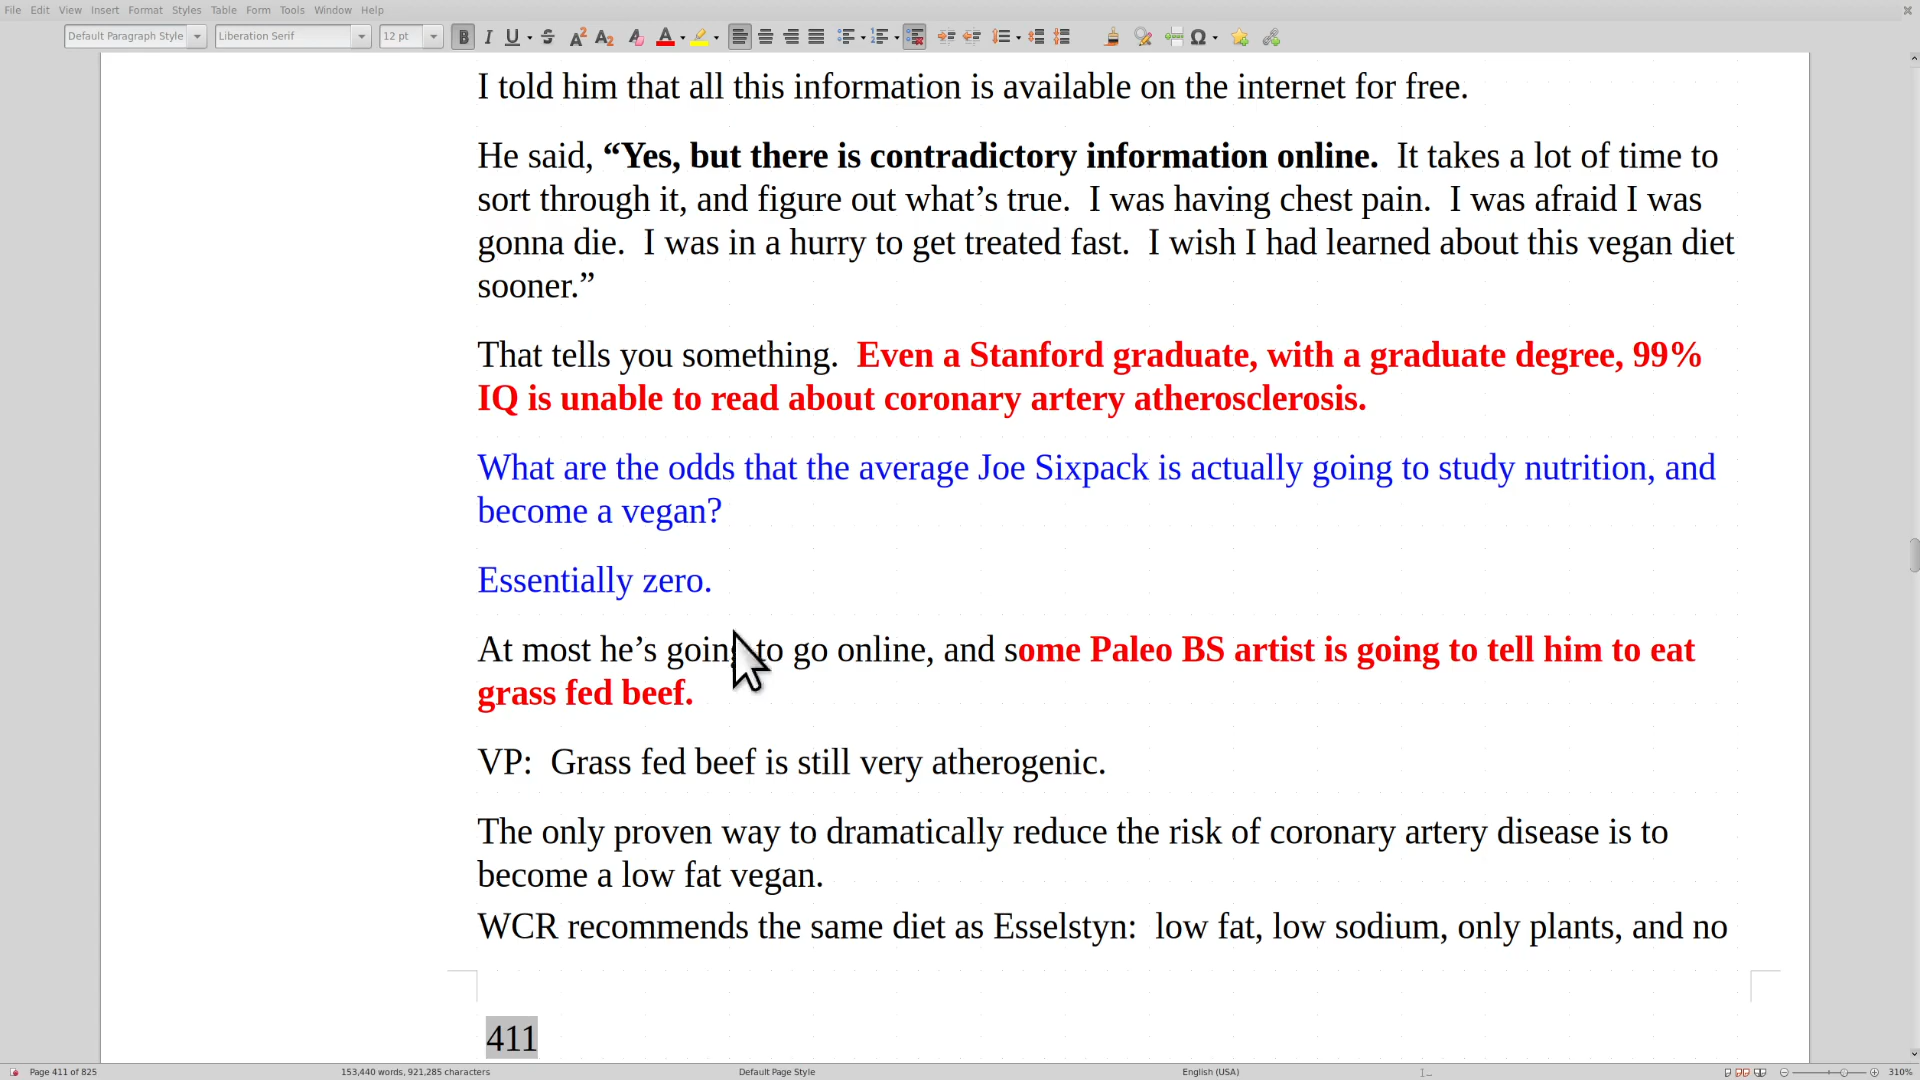 File Edit View Insert Format Styles Table Form Tools Window Help
Default Paragraph Style Liberation Serif 12 pt
I told him that all this information is available on the internet for free.
He said, “Yes, but there is contradictory information online.  It takes a lot of time to
sort through it, and figure out what’s true.  I was having chest pain.  I was afraid I was
gonna die.  I was in a hurry to get treated fast.  I wish I had learned about this vegan diet
sooner.”
That tells you something.  Even a Stanford graduate, with a graduate degree, 99%
IQ is unable to read about coronary artery atherosclerosis.
What are the odds that the average Joe Sixpack is actually going to study nutrition, and
become a vegan?
Essentially zero.
At most he’s going to go online, and some Paleo BS artist is going to tell him to eat
grass fed beef.
VP:  Grass fed beef is still very atherogenic.
The only proven way to dramatically reduce the risk of coronary artery disease is to
become a low fat vegan.
WCR recommends the same diet as Esselstyn:  low fat, low sodium, only plants, and no
411
Page 411 of 825 153,440 words, 921,285 characters Default Page Style English (USA) 310%